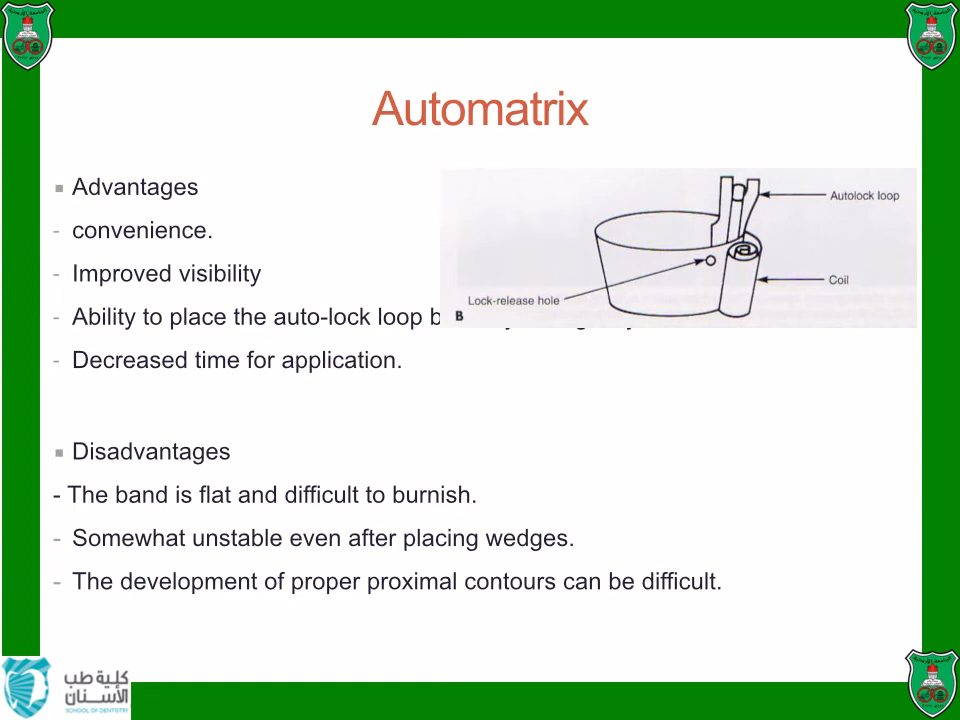 Automatrix
▪ Advantages
- convenience.
- Improved visibility
- Ability to place the auto-lock loop
- Decreased time for application.
Autolock loop
Coil
Lock-release hole
B
▪ Disadvantages
- The band is flat and difficult to burnish.
- Somewhat unstable even after placing wedges.
- The development of proper proximal contours can be difficult.
كلية طب
الأسنان
SCHOOL OF DENTISTRY